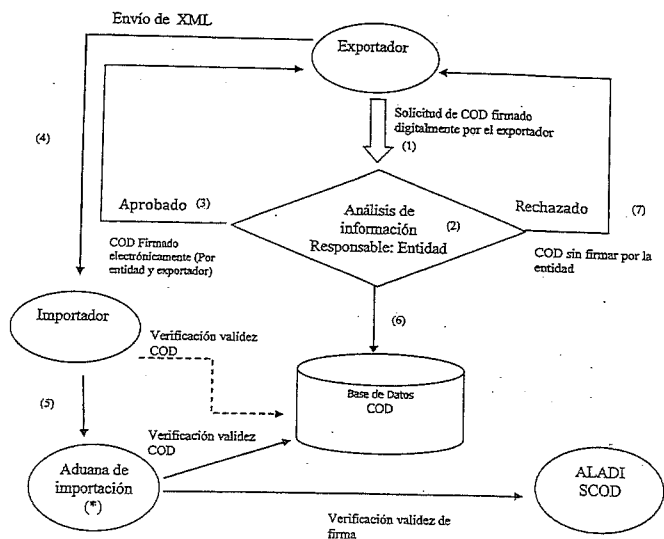 Envío de XML
Exportador
Solicitud de COD firmado
digitalmente por el exportador
(1)
(4)
Aprobado (3)
COD Firmado
electrónicamente (Por
entidad y exportador)
Análisis de
información (2)
Responsable: Entidad
Rechazado
(7)
COD sin firmar por la
entidad
(6)
Importador
Verificación validez
COD
Base de Datos
COD
(5)
Verificación validez
COD
Aduana de
importación
(*)
ALADI
SCOD
Verificación validez de
firma